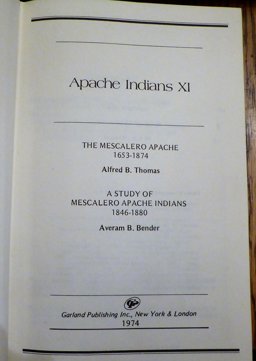 Apache Indians XI
THE MESCALERO APACHE
1653-1874
Alfred B. Thomas
A STUDY OF
MESCALERO APACHE INDIANS
1846-1880
Averam B. Bender
Garland Publishing Inc., New York & London
1974